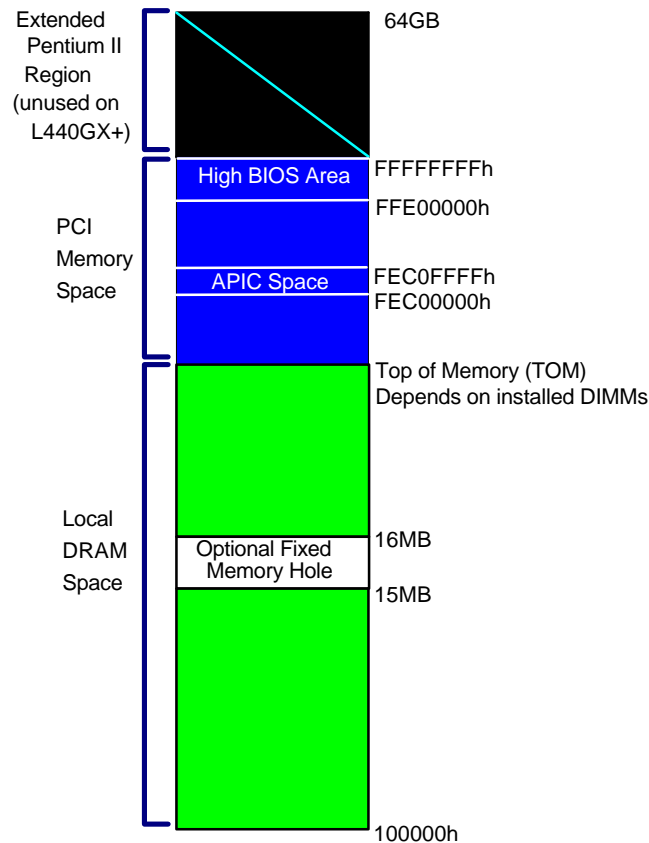 Extended
Pentium II
Region
(unused on
L440GX+)
64GB
High BIOS Area
FFFFFFFFh
FFE00000h
PCI
Memory
Space
APIC Space
FEC0FFFFh
FEC00000h
Top of Memory (TOM)
Depends on installed DIMMs
Local
DRAM
Space
16MB
Optional Fixed
Memory Hole
15MB
100000h